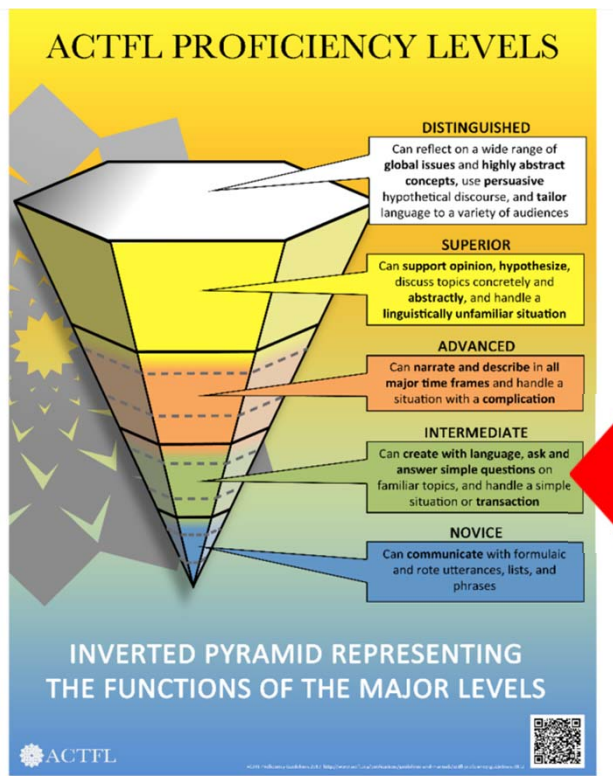 ACTFL PROFICIENCY LEVELS
DISTINGUISHED
Can reflect on a wide range of
global issues and highly abstract
concepts, use persuasive
hypothetical discourse, and tailor
language to a variety of audiences
SUPERIOR
Can support opinion, hypothesize,
discuss topics concretely and
abstractly, and handle a
linguistically unfamiliar situation
ADVANCED
Can narrate and describe in all
major time frames and handle a
situation with a complication
INTERMEDIATE
Can create with language, ask and
answer simple questions on
familiar topics, and handle a simple
situation or transaction
NOVICE
Can communicate with formulaic
and rote utterances, lists, and
phrases
INVERTED PYRAMID REPRESENTING
THE FUNCTIONS OF THE MAJOR LEVELS
ACTFL